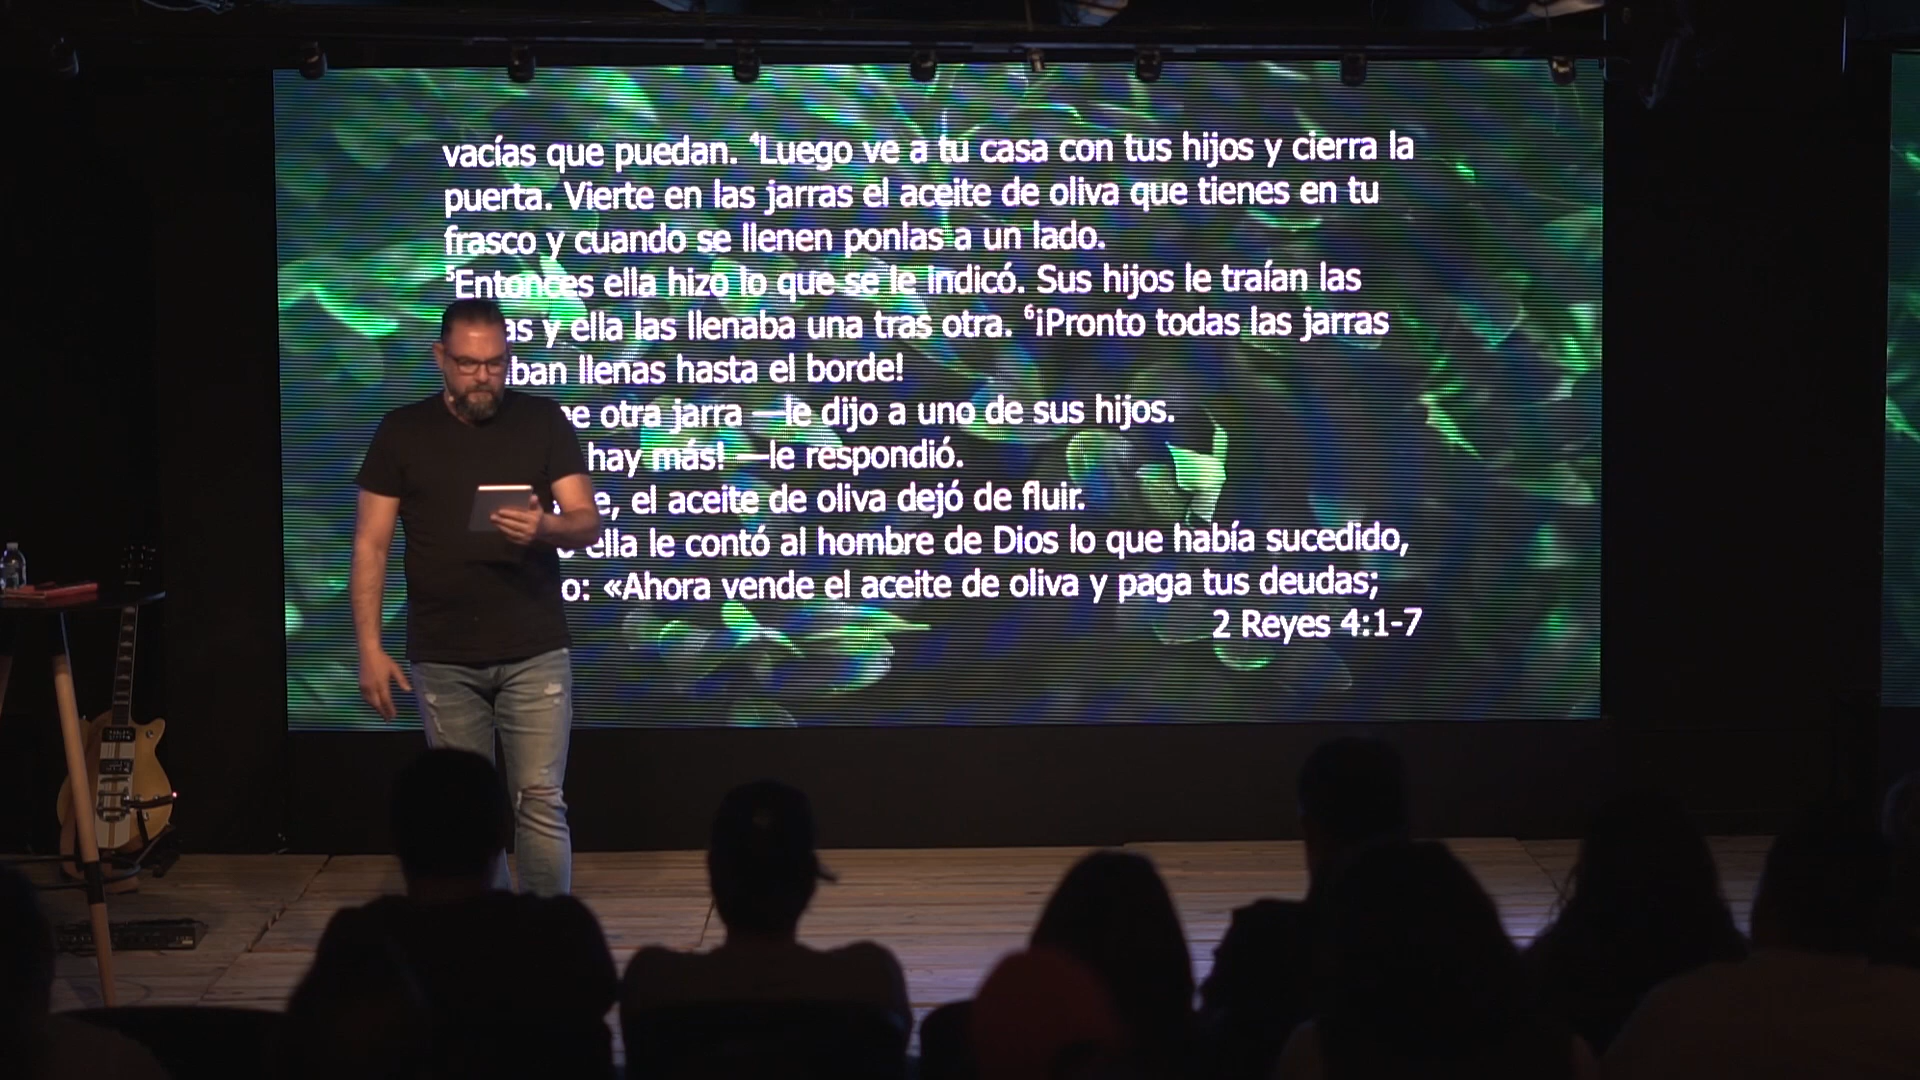 vacías que puedan. ⁴Luego ve a tu casa con tus hijos y cierra la
puerta. Vierte en las jarras el aceite de oliva que tienes en tu
frasco y cuando se llenen ponlas a un lado.
⁵Entonces ella hizo lo que se le indicó. Sus hijos le traían las
y ella las llenaba una tras otra. ⁶¡Pronto todas las jarras
llenas hasta el borde!
otra jarra —le dijo a uno de sus hijos.
hay más! —le respondió.
el aceite de oliva dejó de fluir.
ella le contó al hombre de Dios lo que había sucedido,
«Ahora vende el aceite de oliva y paga tus deudas;
2 Reyes 4:1-7